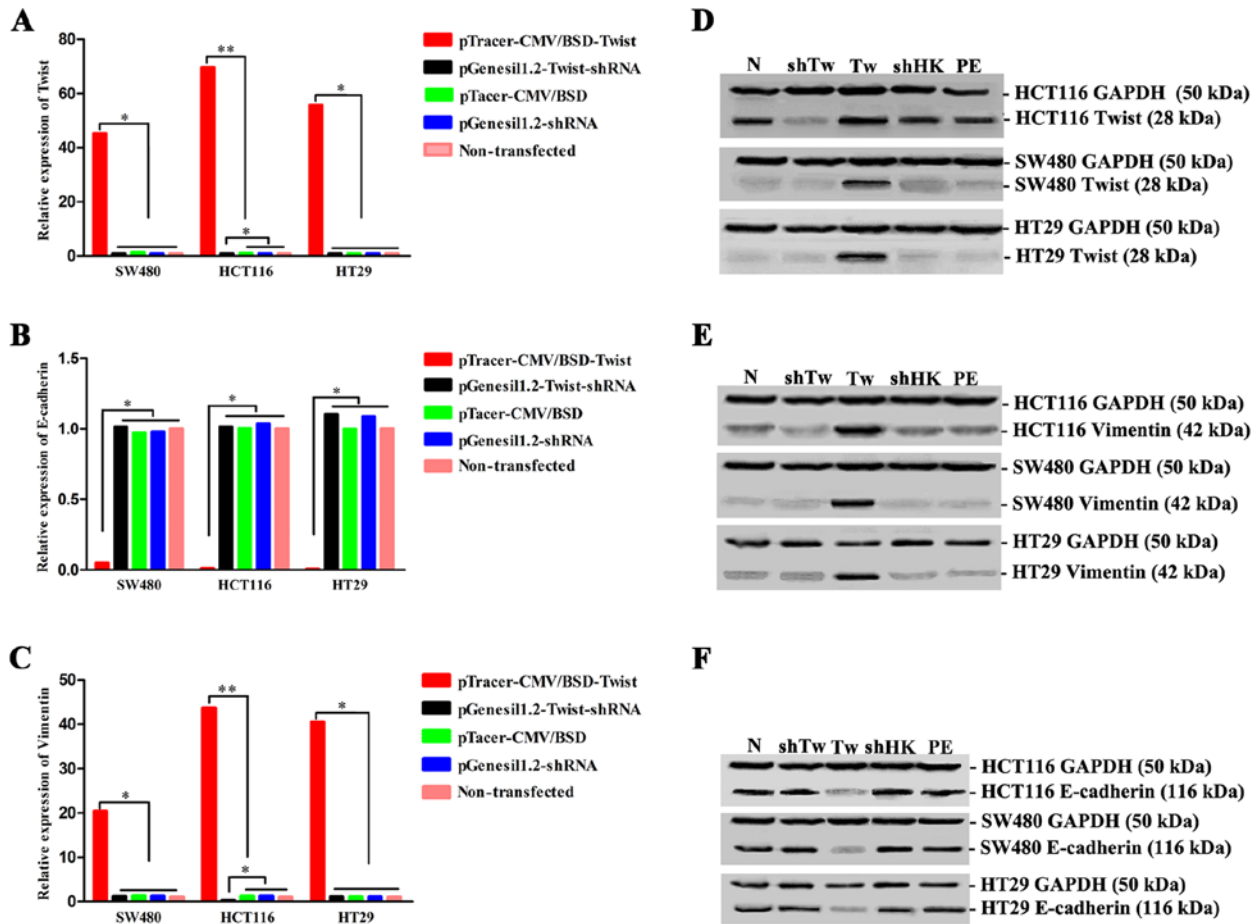 A
Relative expression of Twist
80
60
40
20
0
*
**
*
*
SW480
HCT116
HT29
pTracer-CMV/BSD-Twist
pGenesil1.2-Twist-shRNA
pTacer-CMV/BSD
pGenesil1.2-shRNA
Non-transfected
B
Relative expression of E-cadherin
1.5
1.0
0.5
0.0
*
*
*
SW480
HCT116
HT29
pTracer-CMV/BSD-Twist
pGenesil1.2-Twist-shRNA
pTacer-CMV/BSD
pGenesil1.2-shRNA
Non-transfected
C
Relative expression of Vimentin
50
40
30
20
10
0
*
**
*
*
SW480
HCT116
HT29
pTracer-CMV/BSD-Twist
pGenesil1.2-Twist-shRNA
pTacer-CMV/BSD
pGenesil1.2-shRNA
Non-transfected
D
N shTw Tw shHK PE
- HCT116 GAPDH (50 kDa)
- HCT116 Twist (28 kDa)
- SW480 GAPDH (50 kDa)
- SW480 Twist (28 kDa)
- HT29 GAPDH (50 kDa)
- HT29 Twist (28 kDa)
E
N shTw Tw shHK PE
- HCT116 GAPDH (50 kDa)
- HCT116 Vimentin (42 kDa)
- SW480 GAPDH (50 kDa)
- SW480 Vimentin (42 kDa)
- HT29 GAPDH (50 kDa)
- HT29 Vimentin (42 kDa)
F
N shTw Tw shHK PE
- HCT116 GAPDH (50 kDa)
- HCT116 E-cadherin (116 kDa)
- SW480 GAPDH (50 kDa)
- SW480 E-cadherin (116 kDa)
- HT29 GAPDH (50 kDa)
- HT29 E-cadherin (116 kDa)